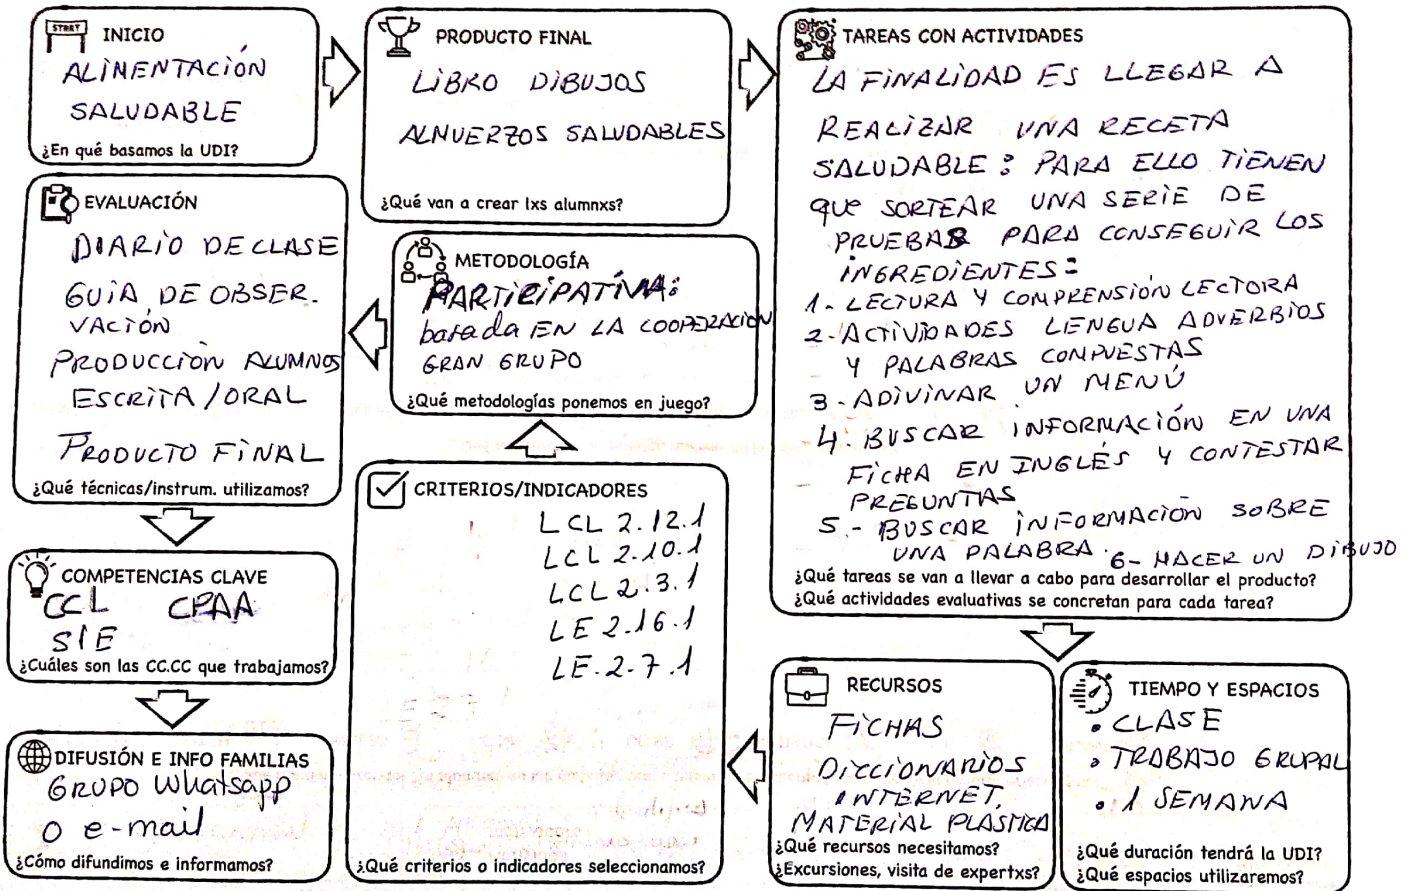 START
INICIO
ALIMENTACIÓN
SALUDABLE
¿En qué basamos la UDI?
PRODUCTO FINAL
LIBRO DIBUJOS
ALMUERZOS SALUDABLES
¿Qué van a crear lxs alumnxs?
TAREAS CON ACTIVIDADES
LA FINALIDAD ES LLEGAR A
REALIZAR UNA RECETA
SALUDABLE: PARA ELLO TIENEN
QUE SORTEAR UNA SERIE DE
PRUEBAS PARA CONSEGUIR LOS
INGREDIENTES:
1.- LECTURA Y COMPRENSIÓN LECTORA
2.- ACTIVIDADES LENGUA ADVERBIOS
Y PALABRAS COMPUESTAS
3- ADIVINAR UN MENÚ
4. BUSCAR INFORMACIÓN EN UNA
FICHA EN INGLÉS Y CONTESTAR
PREGUNTAS
5.- BUSCAR INFORMACIÓN SOBRE
UNA PALABRA. 6- HACER UN DIBUJO
¿Qué tareas se van a llevar a cabo para desarrollar el producto?
¿Qué actividades evaluativas se concretan para cada tarea?
RECURSOS
FICHAS
DICCIONARIOS
INTERNET.
MATERIAL PLASTICA
¿Qué recursos necesitamos?
¿Excursiones, visita de expertxs?
TIEMPO Y ESPACIOS
• CLASE
• TRABAJO GRUPAL
• 1 SEMANA
¿Qué duración tendrá la UDI?
¿Qué espacios utilizaremos?
CRITERIOS/INDICADORES
LCL 2.12.1
LCL 2.10.1
LCL 2.3.1
LE 2.16.1
LE.2-7.1
¿Qué criterios o indicadores seleccionamos?
METODOLOGÍA
PARTICIPATIVA:
basada EN LA COOPERACION
GRAN GRUPO
¿Qué metodologías ponemos en juego?
EVALUACIÓN
DIARIO DE CLASE
GUIA DE OBSER.
VACIÓN
PRODUCCIÓN ALUMNOS
ESCRITA/ORAL
PRODUCTO FINAL
¿Qué técnicas/instrum. utilizamos?
COMPETENCIAS CLAVE
CCL CPAA
SIE
¿Cuáles son las CC.CC que trabajamos?
DIFUSIÓN E INFO FAMILIAS
GRUPO Whatsapp
O e-mail
¿Cómo difundimos e informamos?